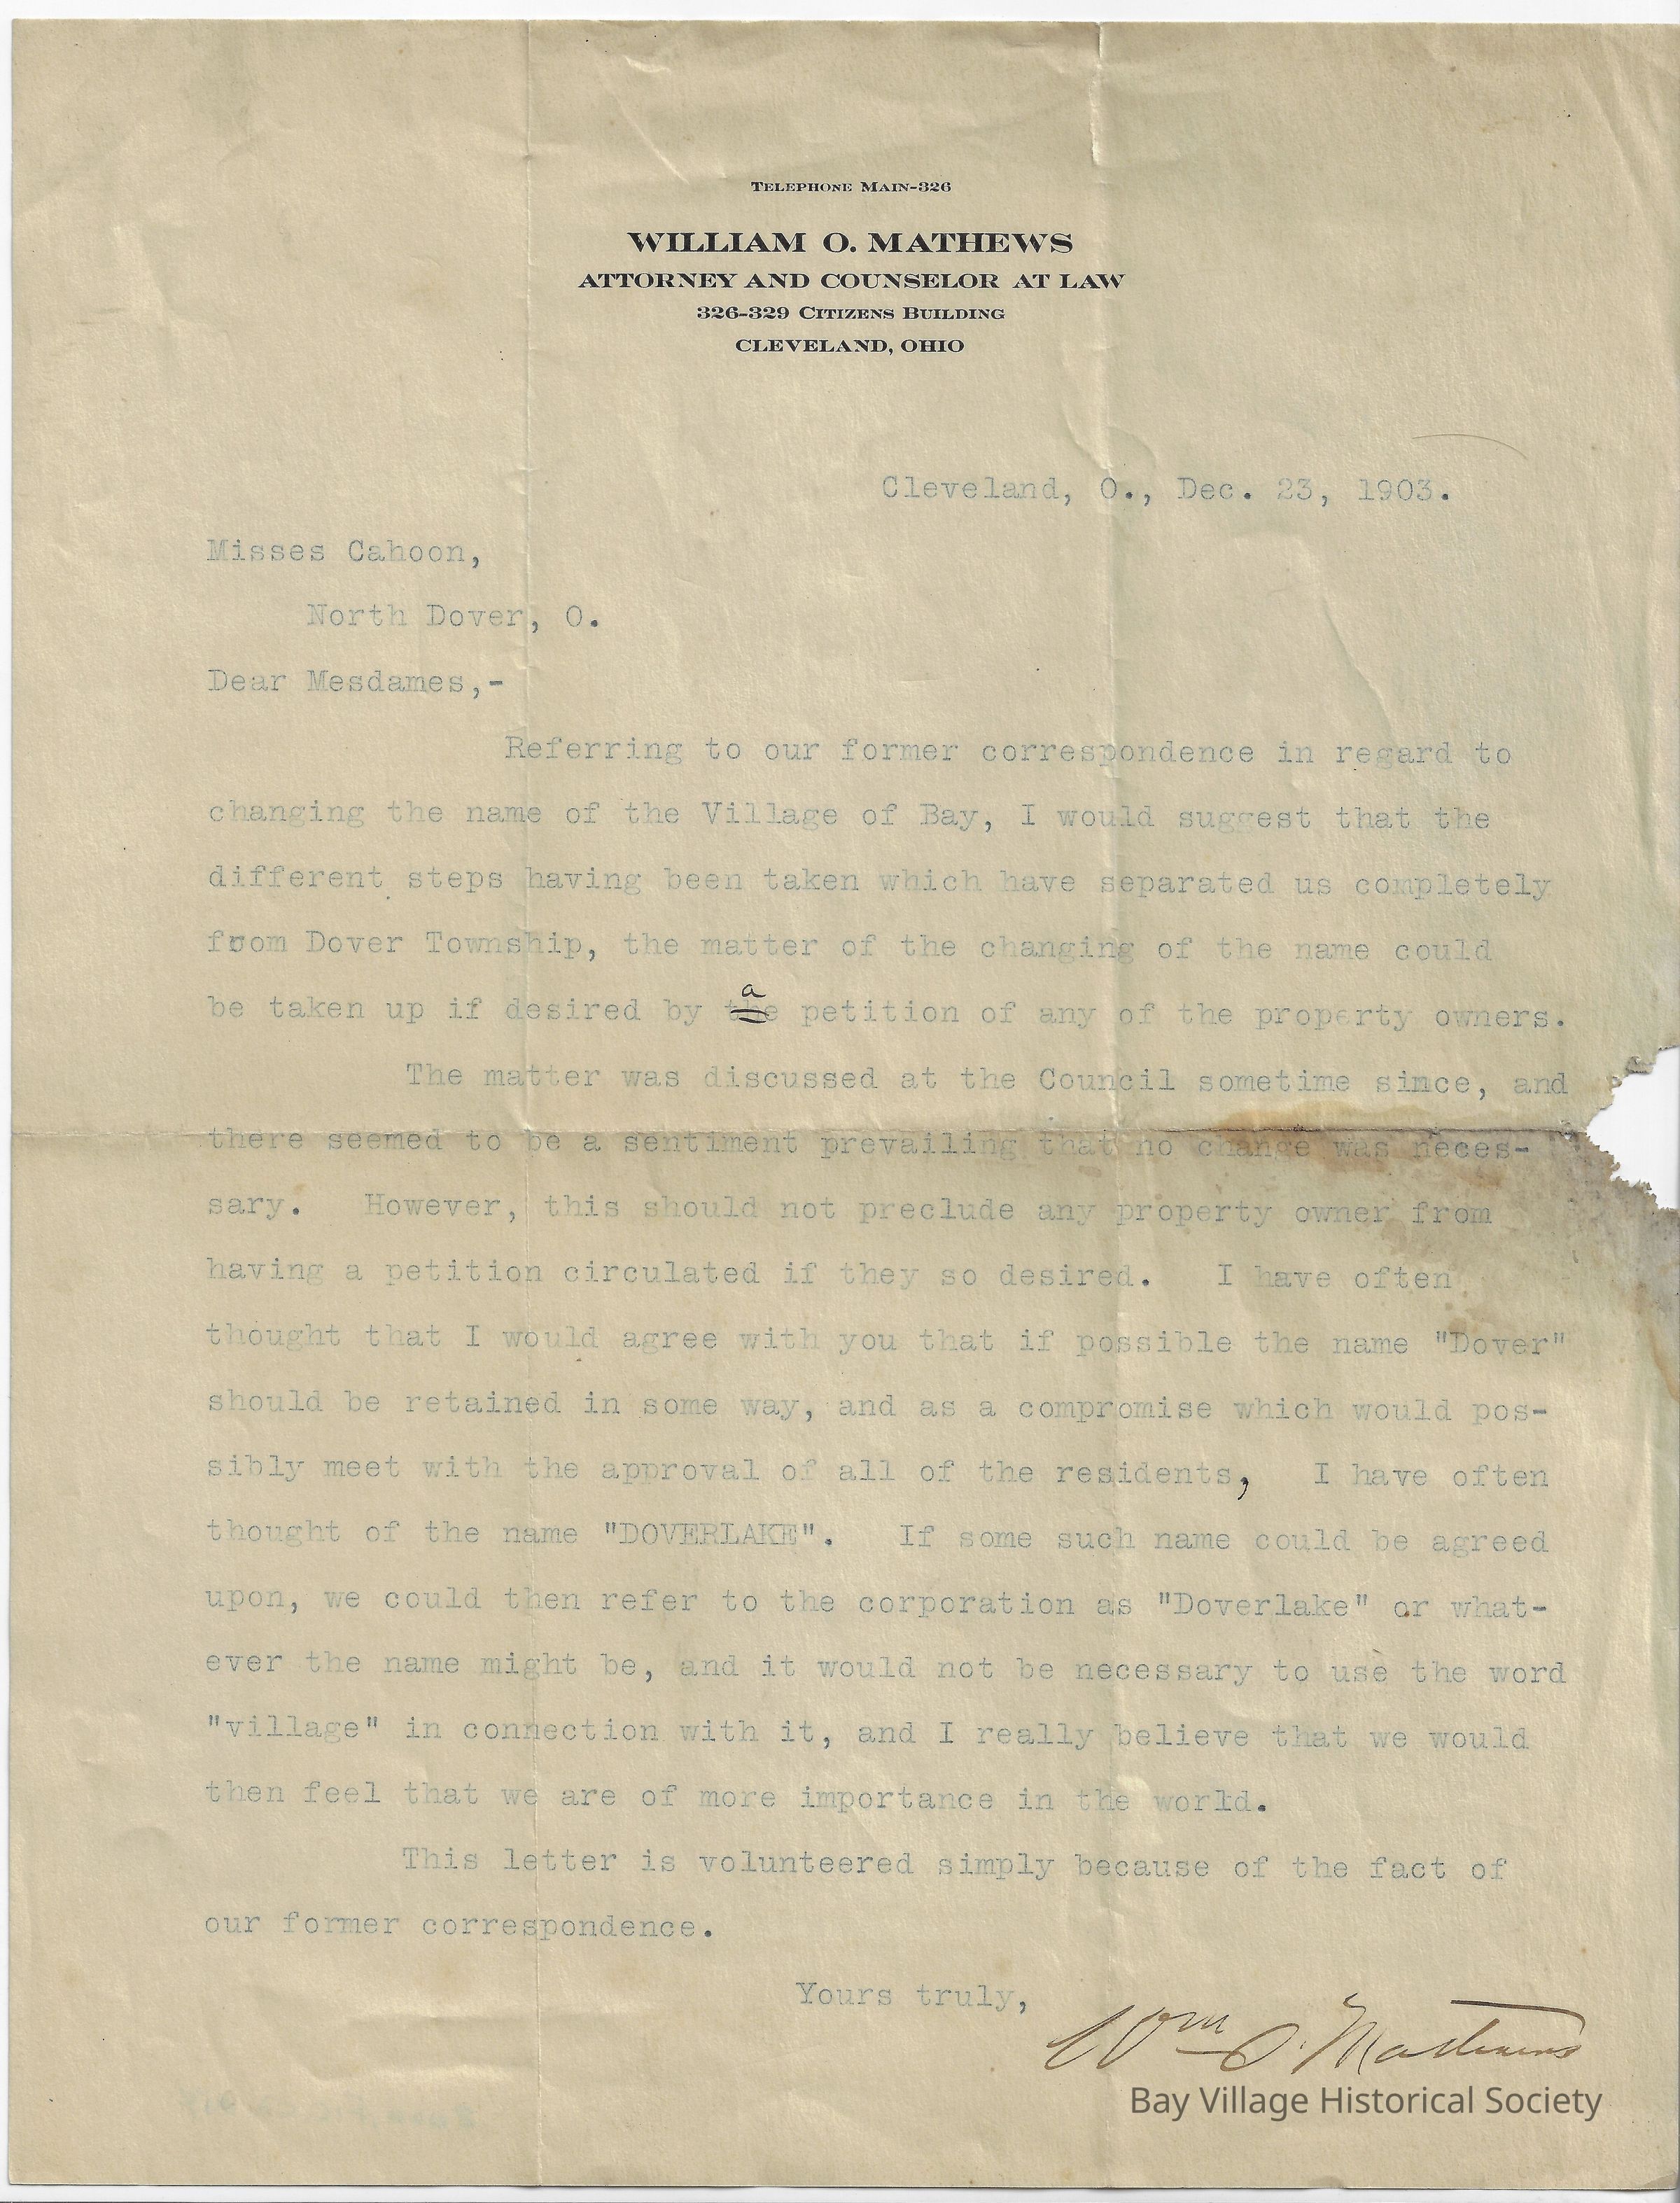 Telephone Main-326
WILLIAM O. MATHEWS
ATTORNEY AND COUNSELOR AT LAW
326-329 Citizens Building
CLEVELAND, OHIO
Cleveland, O., Dec. 23, 1903.
Misses Cahoon,
North Dover, O.
Dear Mesdames,-
Referring to our former correspondence in regard to
changing the name of the Village of Bay, I would suggest that the
different steps having been taken which have separated us completely
from Dover Township, the matter of the changing of the name could
a
be taken up if desired by the petition of any of the property owners.
The matter was discussed at the Council sometime since, and
there seemed to be a sentiment prevailing that no change was neces-
sary. However, this should not preclude any property owner from
having a petition circulated if they so desired. I have often
thought that I would agree with you that if possible the name "Dover"
should be retained in some way, and as a compromise which would pos-
sibly meet with the approval of all of the residents, I have often
thought of the name "DOVERLAKE". If some such name could be agreed
upon, we could then refer to the corporation as "Doverlake" or what-
ever the name might be, and it would not be necessary to use the word
"village" in connection with it, and I really believe that we would
then feel that we are of more importance in the world.
This letter is volunteered simply because of the fact of
our former correspondence.
Yours truly,
Wm O. Mathews
Bay Village Historical Society